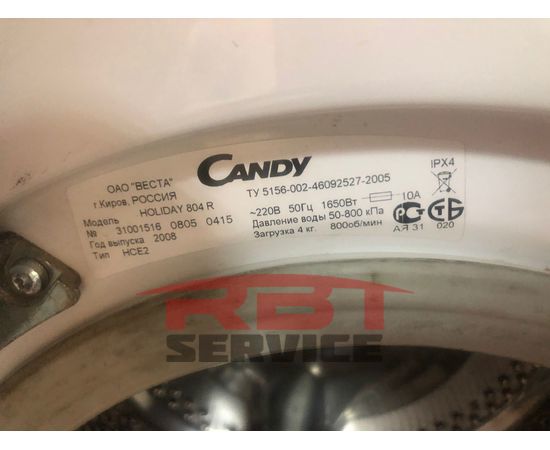 ОАО "ВЕСТА"
г.Киров, РОССИЯ
Модель HOLIDAY 804 R
№ 31001516 0805 0415
Год выпуска 2008
Тип HCE2
CANDY
ТУ 5156-002-46092527-2005
~220В 50Гц 1650Вт 10А
Давление воды 50-800 кПа
Загрузка 4 кг. 800об/мин
IPX4
АЯ 31 020
RBT
SERVICE